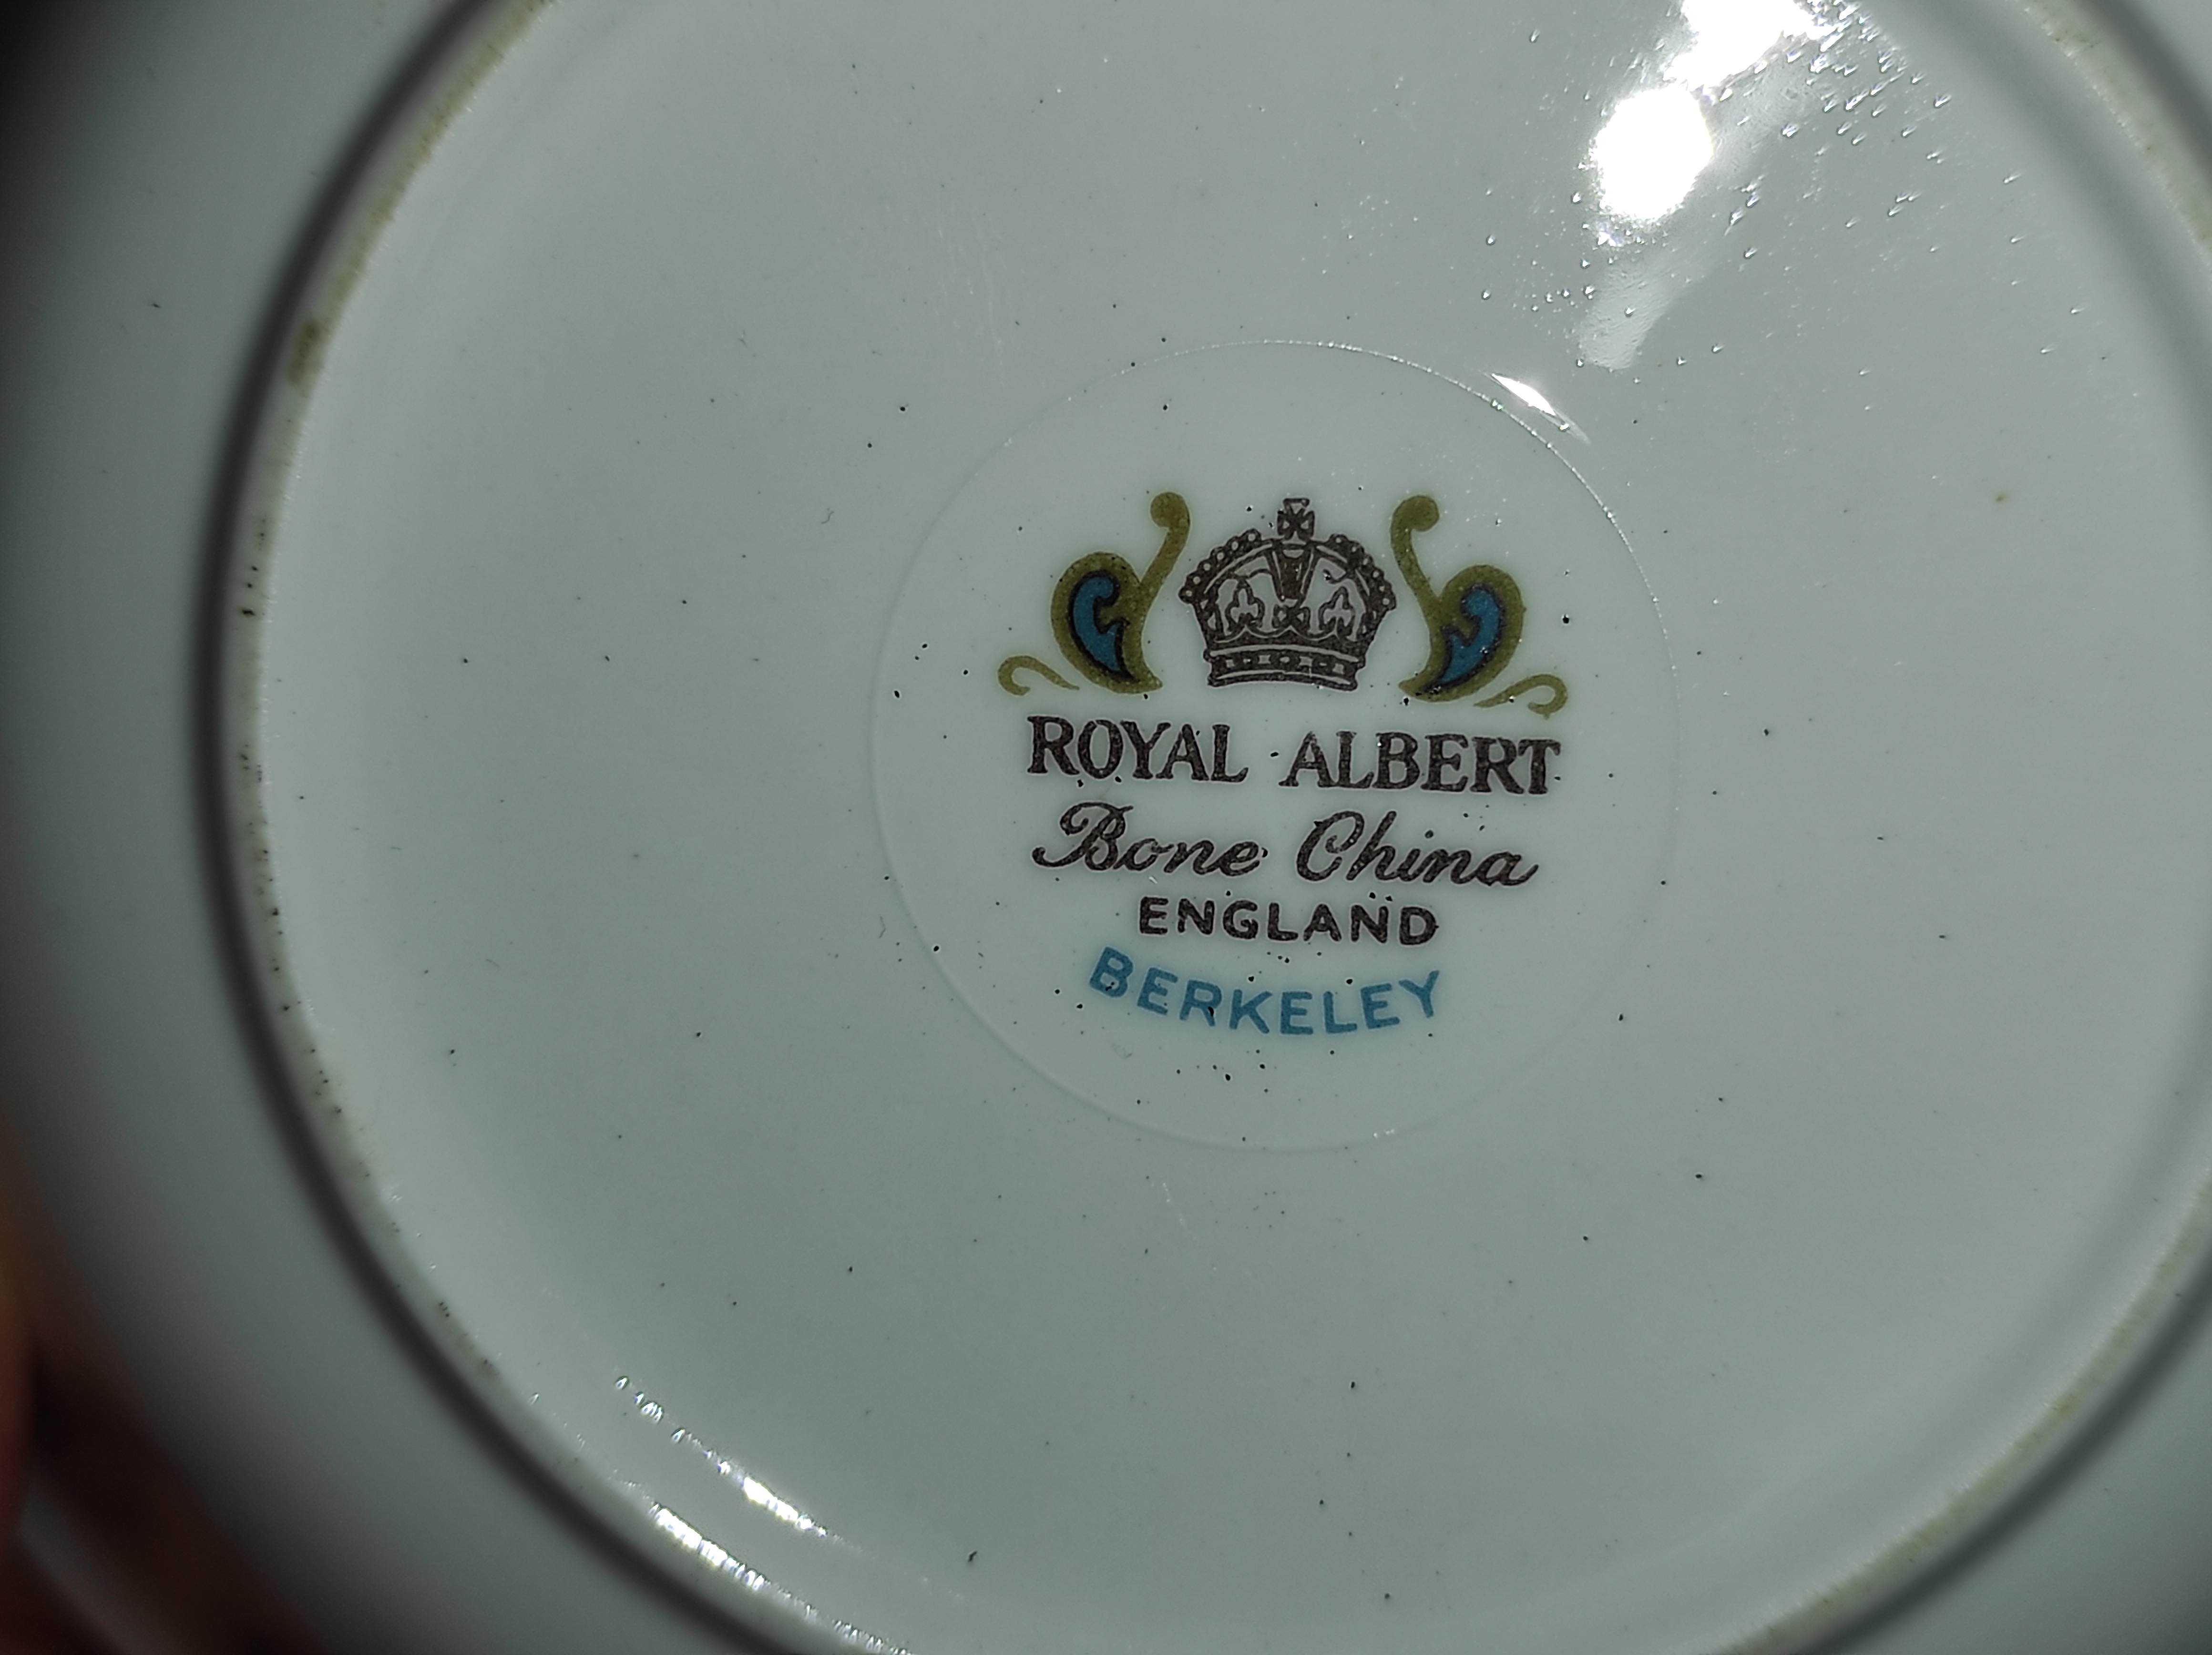 ROYAL ALBERT
Bone China
ENGLAND
BERKELEY